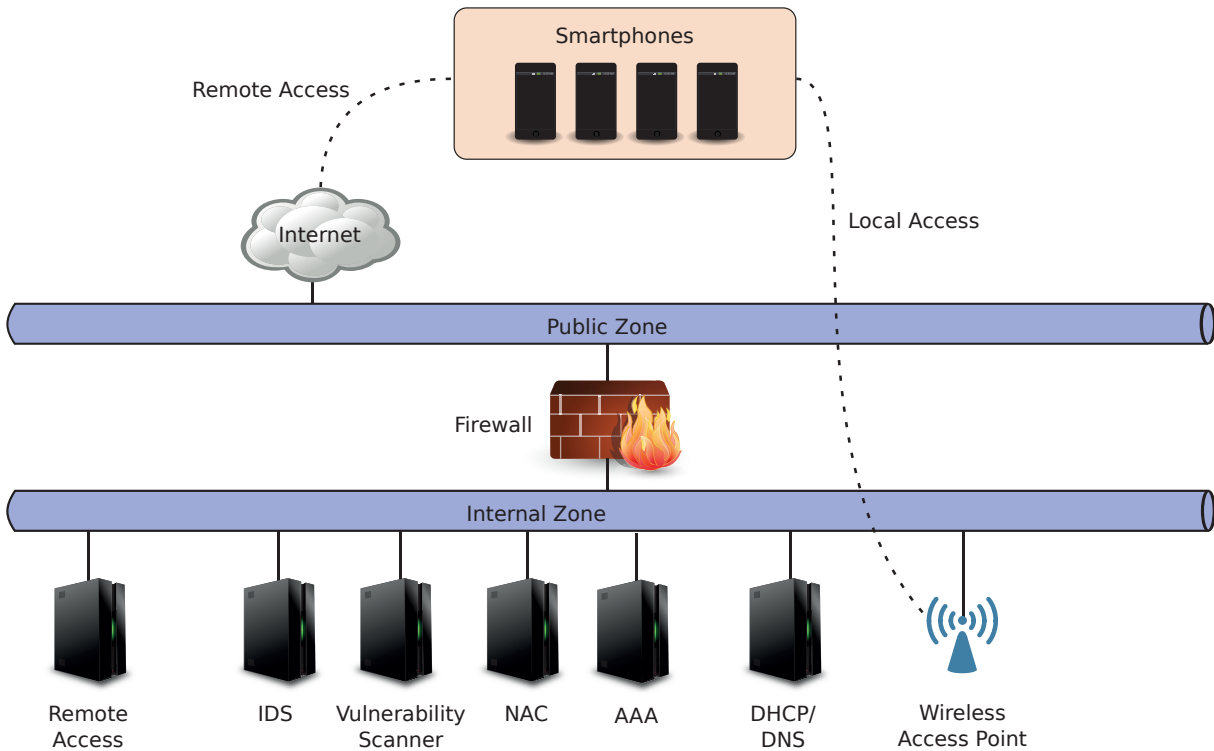 Smartphones
Remote Access
Local Access
Internet
Public Zone
Firewall
Internal Zone
Remote
Access
IDS
Vulnerability
Scanner
NAC
AAA
DHCP/
DNS
Wireless
Access Point